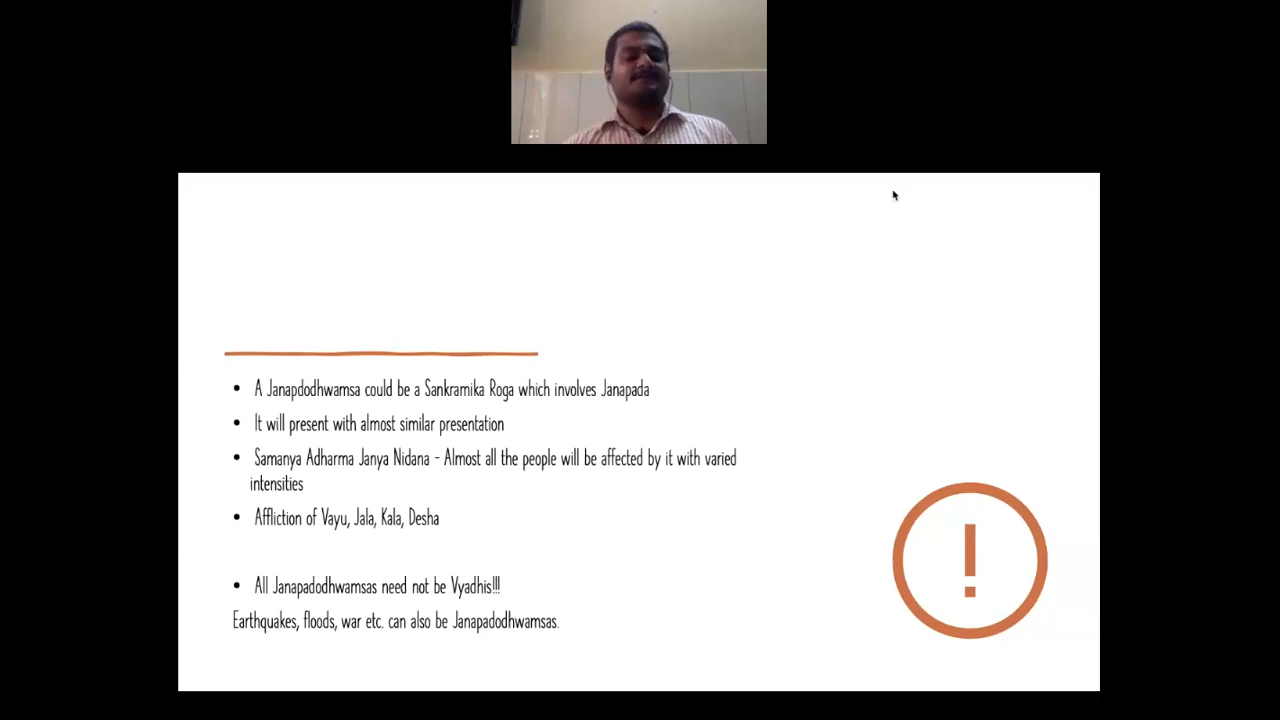 • A Janapdodhwamsa could be a Sankramika Roga which involves Janapada
• It will present with almost similar presentation
• Samanya Adharma Janya Nidana - Almost all the people will be affected by it with varied
intensities
• Affliction of Vayu, Jala, Kala, Desha
• All Janapadodhwamsas need not be Vyadhis!!!
Earthquakes, floods, war etc. can also be Janapadodhwamsas.
!